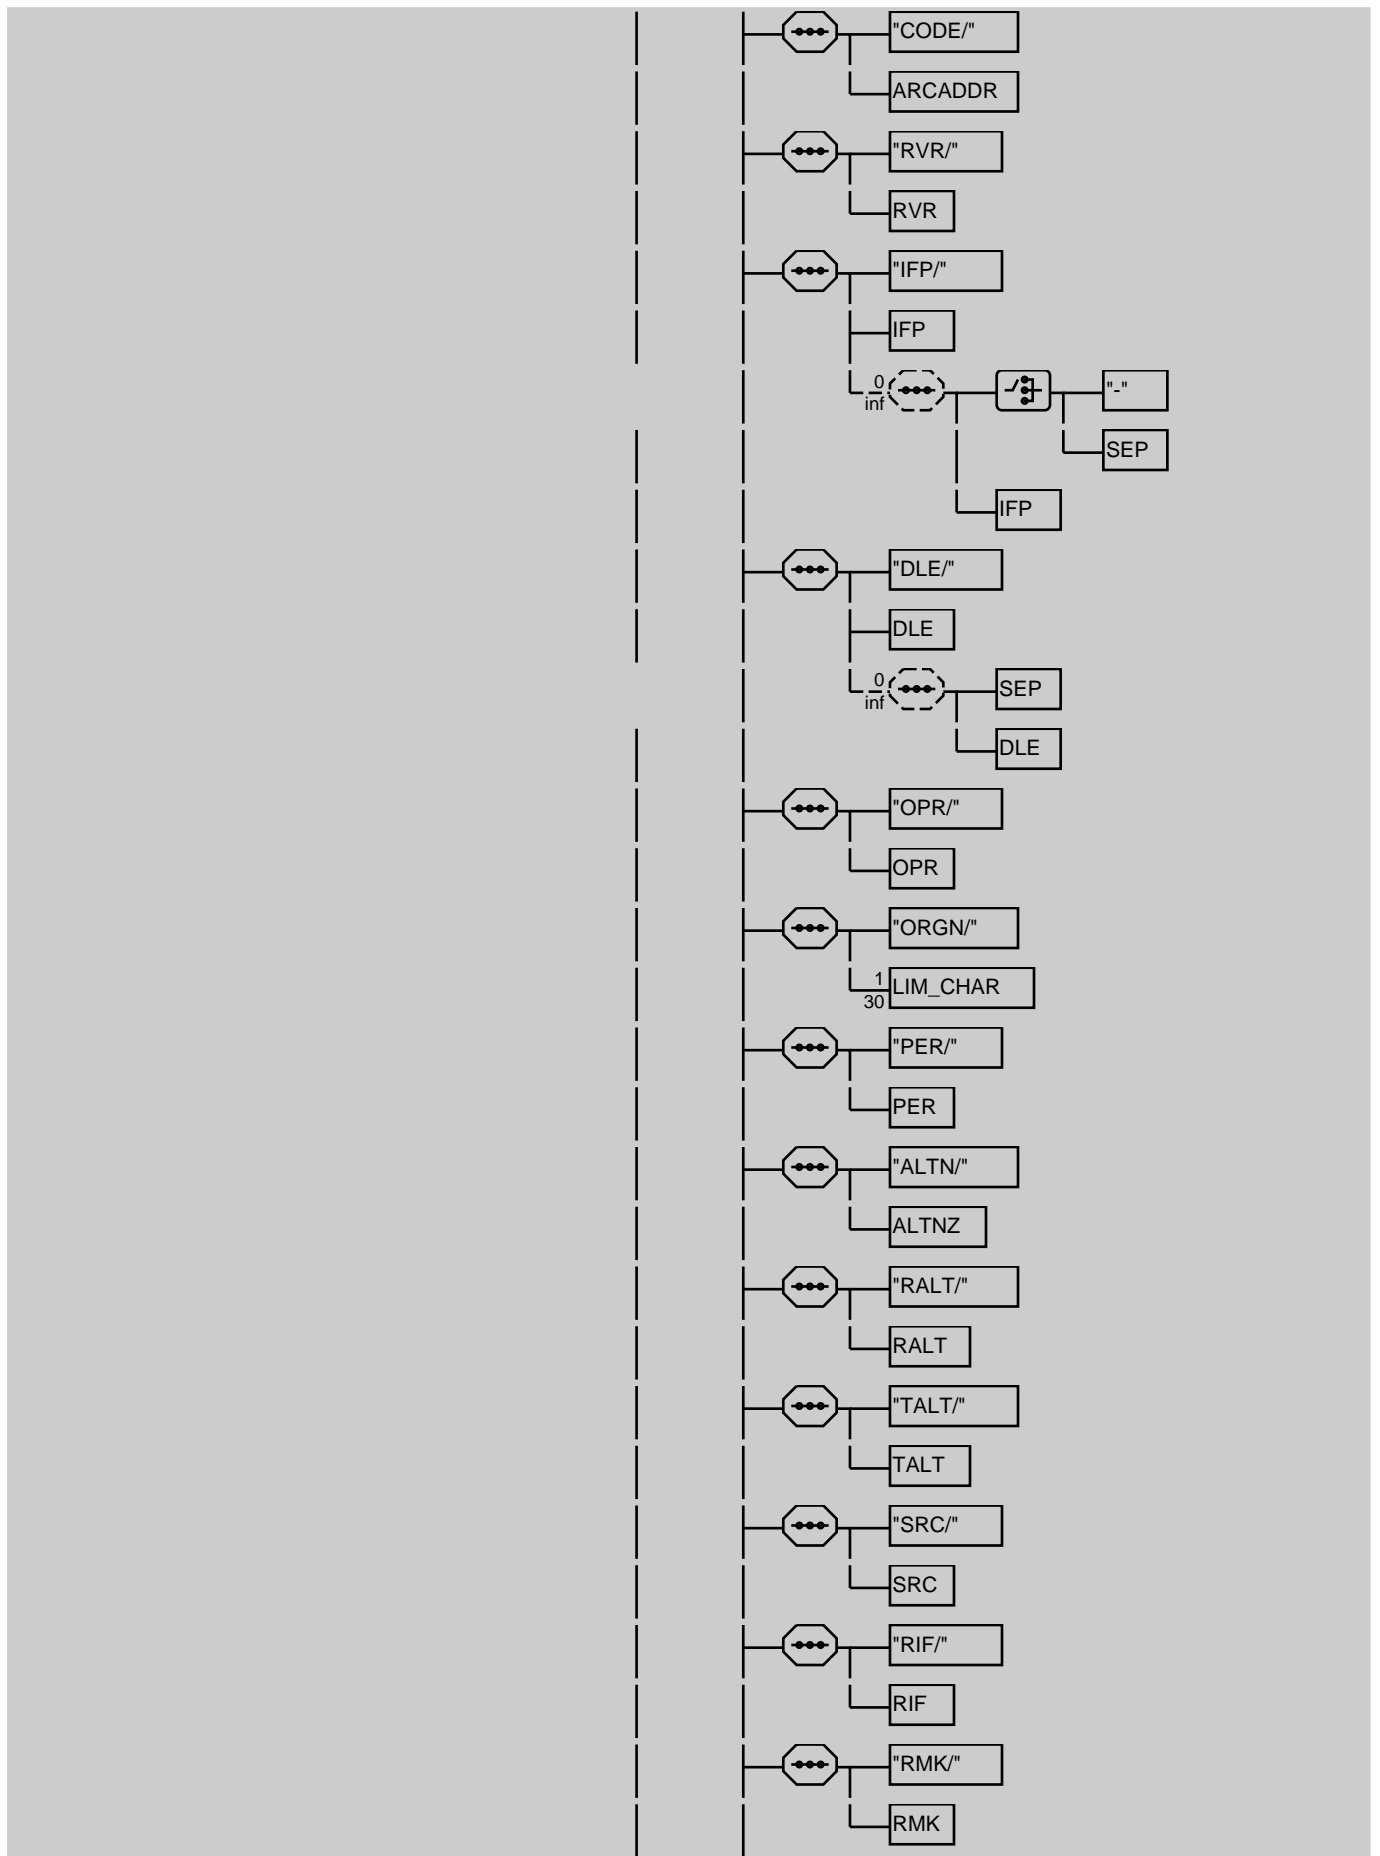 "CODE/"
ARCADDR
"RVR/"
RVR
"IFP/"
IFP
0
inf
"-"
SEP
IFP
"DLE/"
DLE
0
inf
SEP
DLE
"OPR/"
OPR
"ORGN/"
1
30
LIM_CHAR
"PER/"
PER
"ALTN/"
ALTNZ
"RALT/"
RALT
"TALT/"
TALT
"SRC/"
SRC
"RIF/"
RIF
"RMK/"
RMK